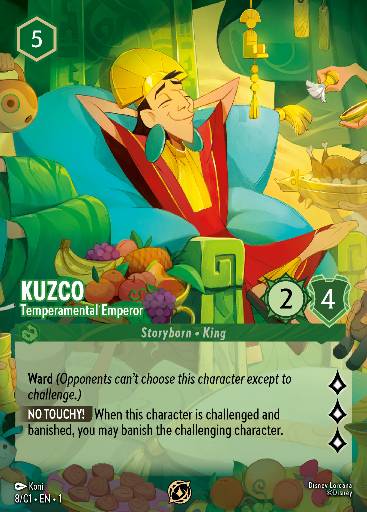 5
KUZCO
Temperamental Emperor
2
4
Storyborn • King
Ward (Opponents can't choose this character except to
challenge.)
NO TOUCHY! When this character is challenged and
banished, you may banish the challenging character.
Koni
8/C1 • EN • 1
Disney Lorcana
©Disney